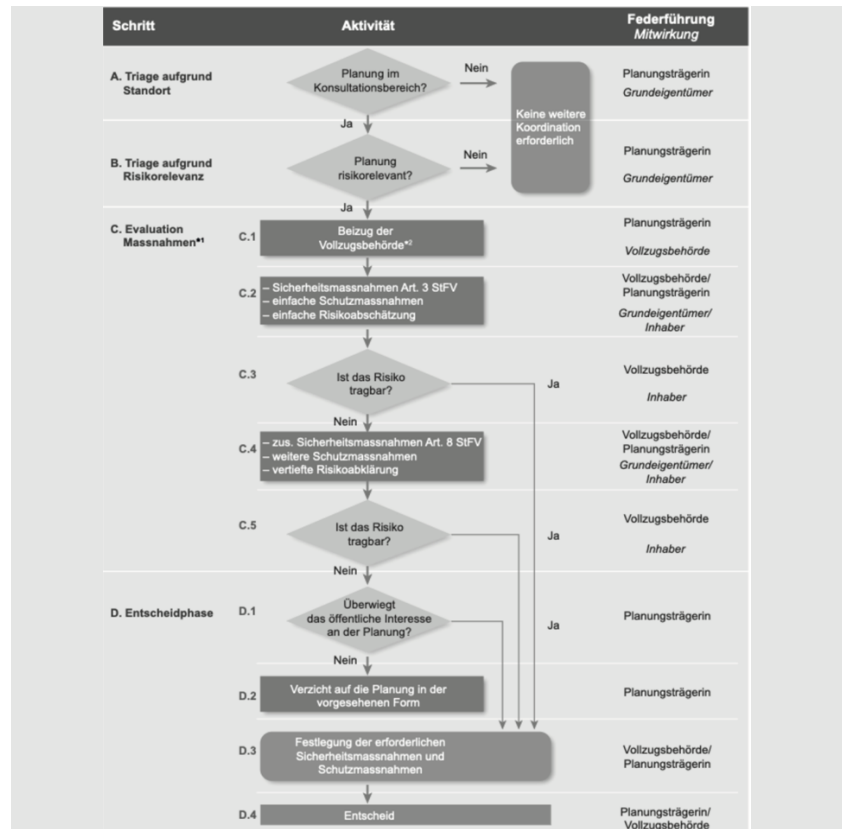 Schritt
Aktivität
Federführung
Mitwirkung
A. Triage aufgrund
Standort
Planung im
Konsultationsbereich?
Nein
Keine weitere
Koordination
erforderlich
Planungsträgerin
Grundeigentümer
Ja
B. Triage aufgrund
Risikorelevanz
Planung
risikorelevant?
Nein
Planungsträgerin
Grundeigentümer
Ja
C. Evaluation
Massnahmen*1
C.1
Beizug der
Vollzugsbehörde*2
Planungsträgerin
Vollzugsbehörde
C.2
– Sicherheitsmassnahmen Art. 3 StFV
– einfache Schutzmassnahmen
– einfache Risikoabschätzung
Vollzugsbehörde/
Planungsträgerin
Grundeigentümer/
Inhaber
C.3
Ist das Risiko
tragbar?
Ja
Vollzugsbehörde
Inhaber
Nein
C.4
– zus. Sicherheitsmassnahmen Art. 8 StFV
– weitere Schutzmassnahmen
– vertiefte Risikoabklärung
Vollzugsbehörde/
Planungsträgerin
Grundeigentümer/
Inhaber
C.5
Ist das Risiko
tragbar?
Ja
Vollzugsbehörde
Inhaber
Nein
D. Entscheidphase
D.1
Überwiegt
das öffentliche Interesse
an der Planung?
Ja
Planungsträgerin
Nein
D.2
Verzicht auf die Planung in der
vorgesehenen Form
Planungsträgerin
D.3
Festlegung der erforderlichen
Sicherheitsmassnahmen und
Schutzmassnahmen
Vollzugsbehörde/
Planungsträgerin
D.4
Entscheid
Planungsträgerin/
Vollzugsbehörde